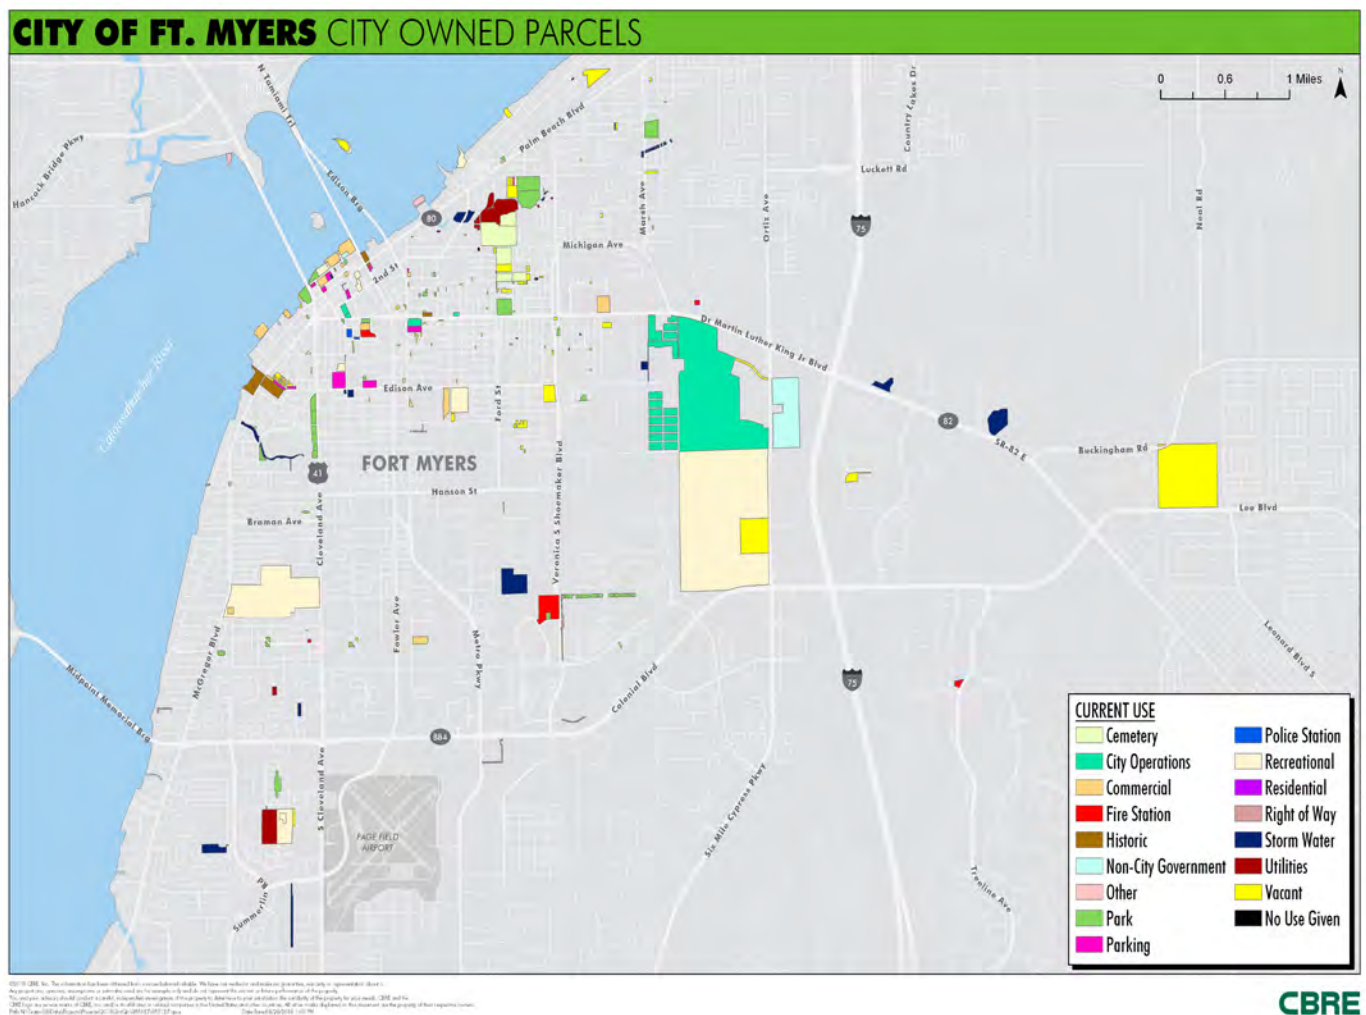 CITY OF FT. MYERS CITY OWNED PARCELS
0 0.6 1 Miles
N
N Tamiami Trl
Hancock Bridge Pkwy
Edison Brg
Palm Beach Blvd
80
Marsh Ave
Ortiz Ave
Luckett Rd
Country Lakes Dr
75
Neal Rd
Michigan Ave
2nd St
Dr Martin Luther King Jr Blvd
Caloosahatchee River
Edison Ave
Ford St
82
SR-82 E
Buckingham Rd
FORT MYERS
41
Hanson St
Lee Blvd
Braman Ave
Cleveland Ave
Veronica S Shoemaker Blvd
Fowler Ave
Metro Pkwy
McGregor Blvd
Midpoint Memorial Brg
Colonial Blvd
75
Leonard Blvd S
884
S Cleveland Ave
PAGE FIELD
AIRPORT
Six Mile Cypress Pkwy
Treeline Ave
Summerlin Rd
CURRENT USE
Cemetery
City Operations
Commercial
Fire Station
Historic
Non-City Government
Other
Park
Parking
Police Station
Recreational
Residential
Right of Way
Storm Water
Utilities
Vacant
No Use Given
CBRE